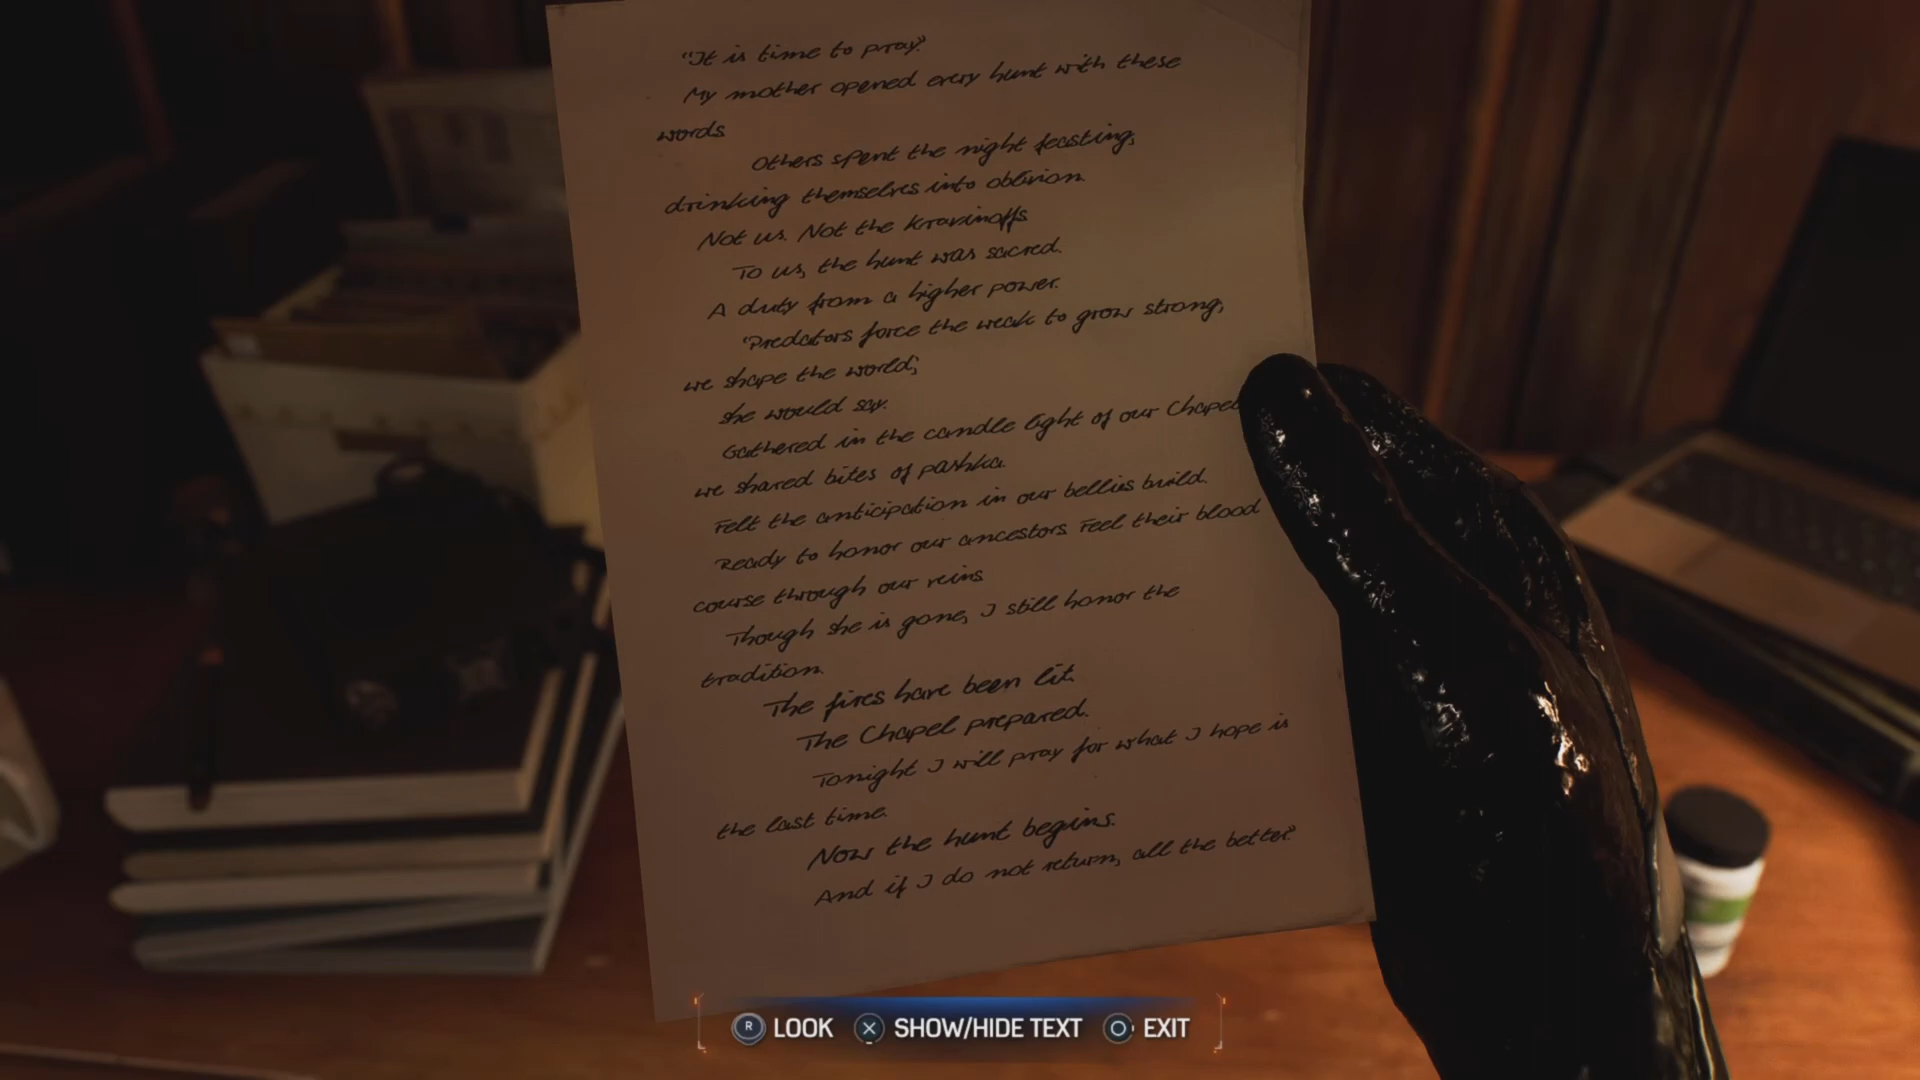 "It is time to pray."
My mother opened every hunt with these
words.
Others spent the night feasting,
drinking themselves into oblivion.
Not us. Not the Kravinoffs.
To us, the hunt was sacred.
A duty from a higher power.
"Predators force the weak to grow strong,
we shape the world,"
she would say.
Gathered in the candle light of our Chapel
we shared bites of pashka.
Felt the anticipation in our bellies build.
Ready to honor our ancestors. Feel their blood
course through our veins.
Though she is gone, I still honor the
tradition.
The fires have been lit.
The Chapel prepared.
Tonight I will pray for what I hope is
the last time.
Now the hunt begins.
And if I do not return, all the better."
R LOOK SHOW/HIDE TEXT EXIT